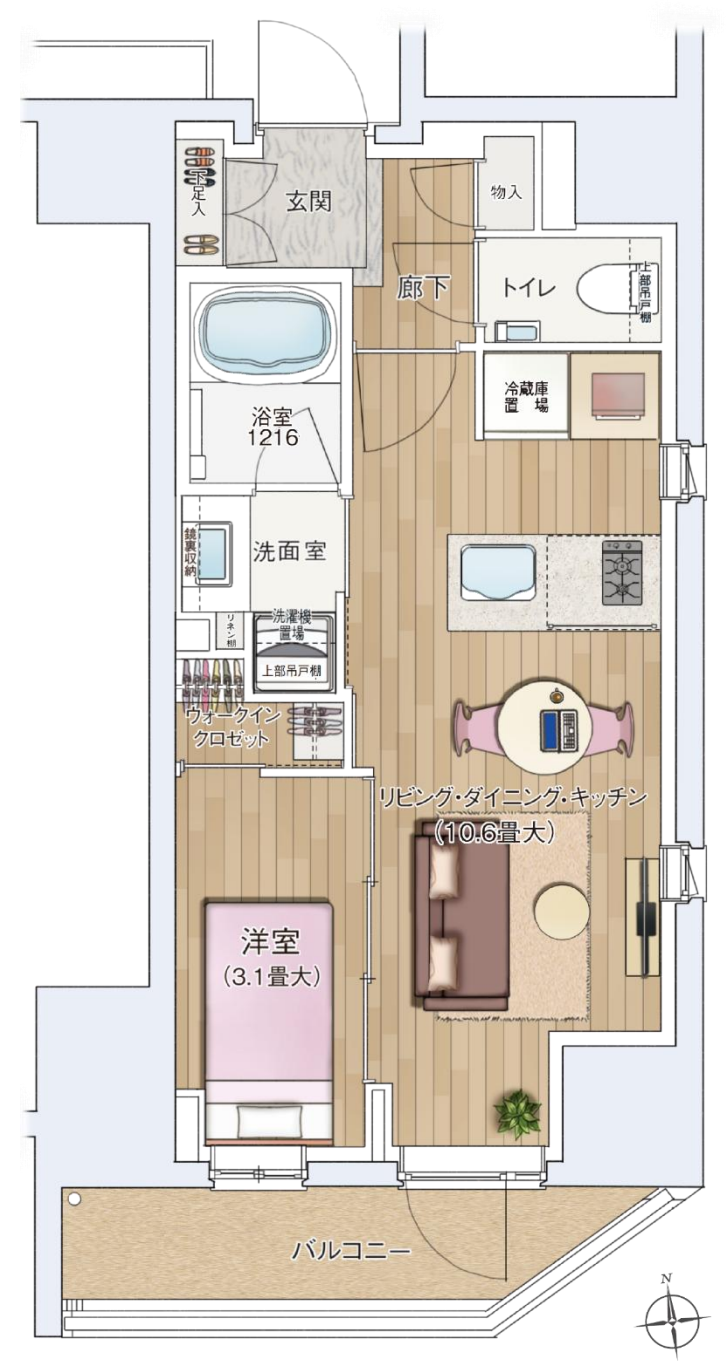 下足入
玄関
物入
廊下
トイレ
上部吊戸棚
冷蔵庫
置場
浴室
1216
鏡裏収納
洗面室
リネン棚
洗濯機
置場
上部吊戸棚
ウォークイン
クロゼット
リビング・ダイニング・キッチン
(10.6畳大)
洋室
(3.1畳大)
バルコニー
N